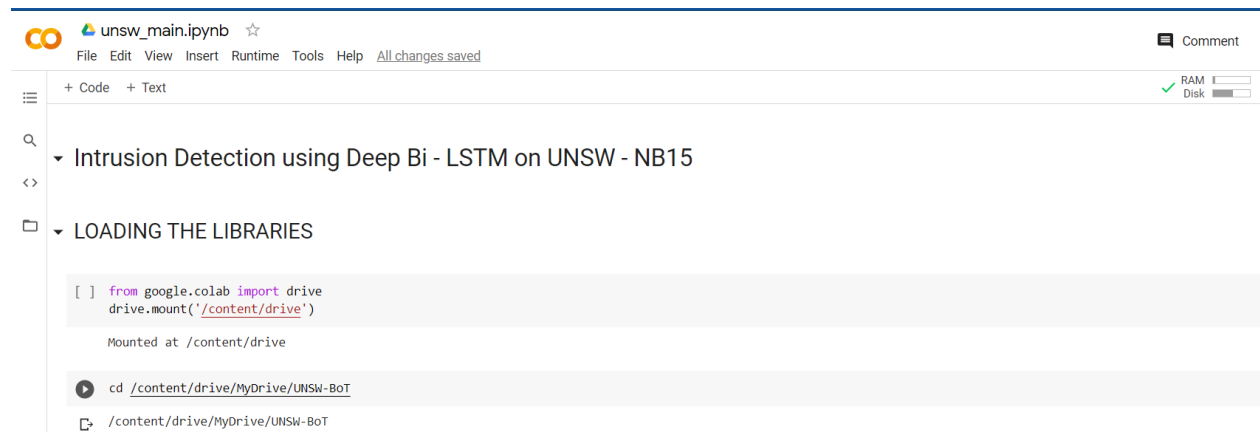 unsw_main.ipynb
File Edit View Insert Runtime Tools Help All changes saved
Comment
+ Code + Text
RAM
Disk
Intrusion Detection using Deep Bi - LSTM on UNSW - NB15
LOADING THE LIBRARIES
[ ] from google.colab import drive
drive.mount('/content/drive')
Mounted at /content/drive
cd /content/drive/MyDrive/UNSW-BoT
/content/drive/MyDrive/UNSW-BoT